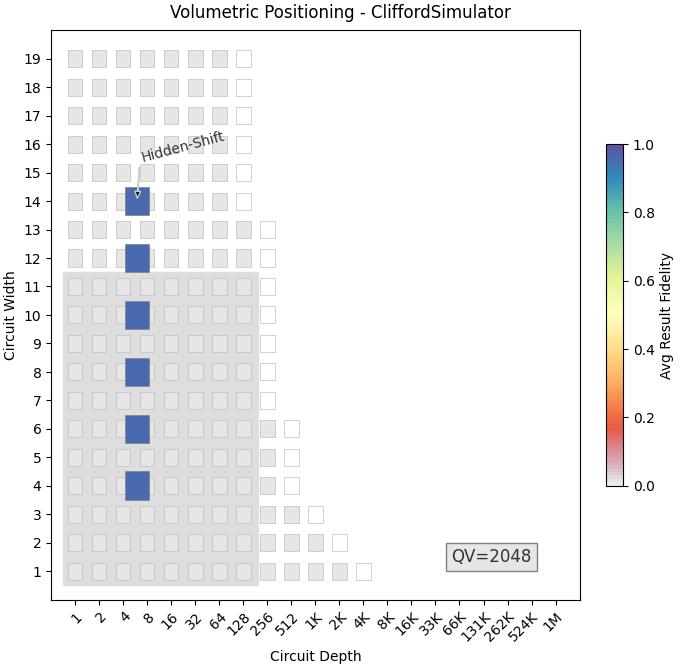 Volumetric Positioning - CliffordSimulator
19
18
17
16
15
14
13
12
11
10
9
8
7
6
5
4
3
2
1
Circuit Width
Hidden-Shift
QV=2048
1
2
4
8
16
32
64
128
256
512
1K
2K
4K
8K
16K
33K
66K
131K
262K
524K
1M
Circuit Depth
1.0
0.8
0.6
0.4
0.2
0.0
Avg Result Fidelity